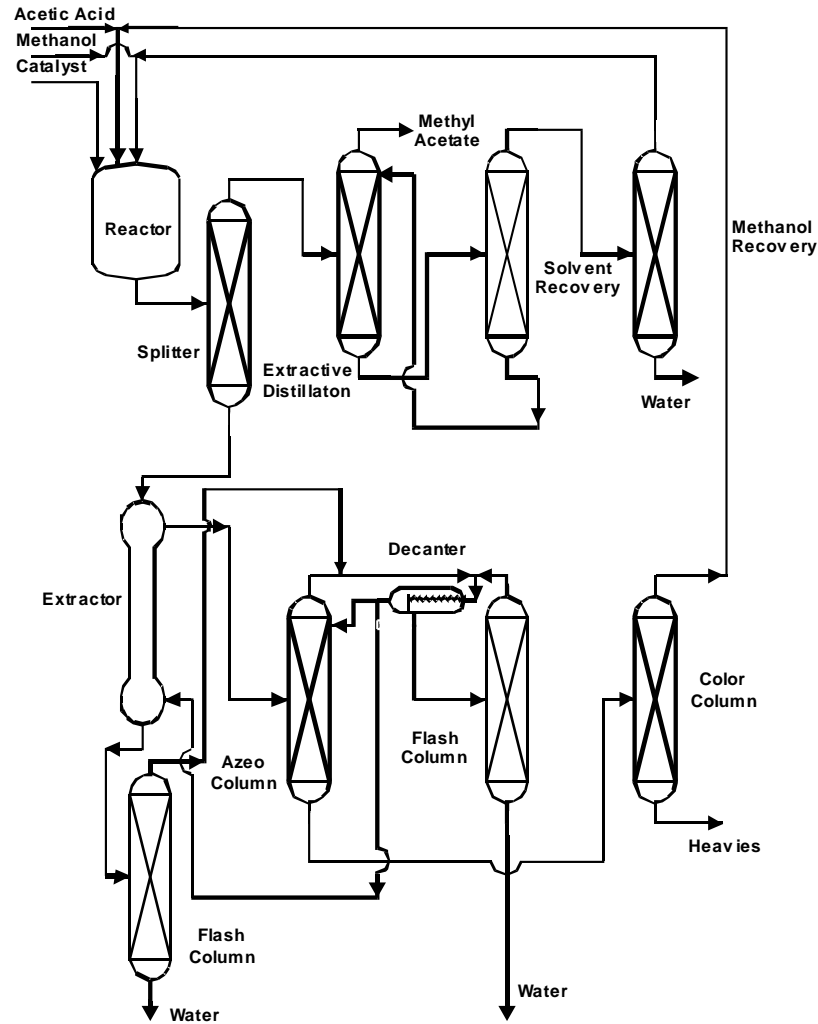 Acetic Acid
Methanol
Catalyst
Methyl
Acetate
Reactor
Methanol
Recovery
Solvent
Recovery
Splitter
Extractive
Distillaton
Water
Decanter
Extractor
Color
Column
Flash
Column
Azeo
Column
Heavies
Flash
Column
Water
Water